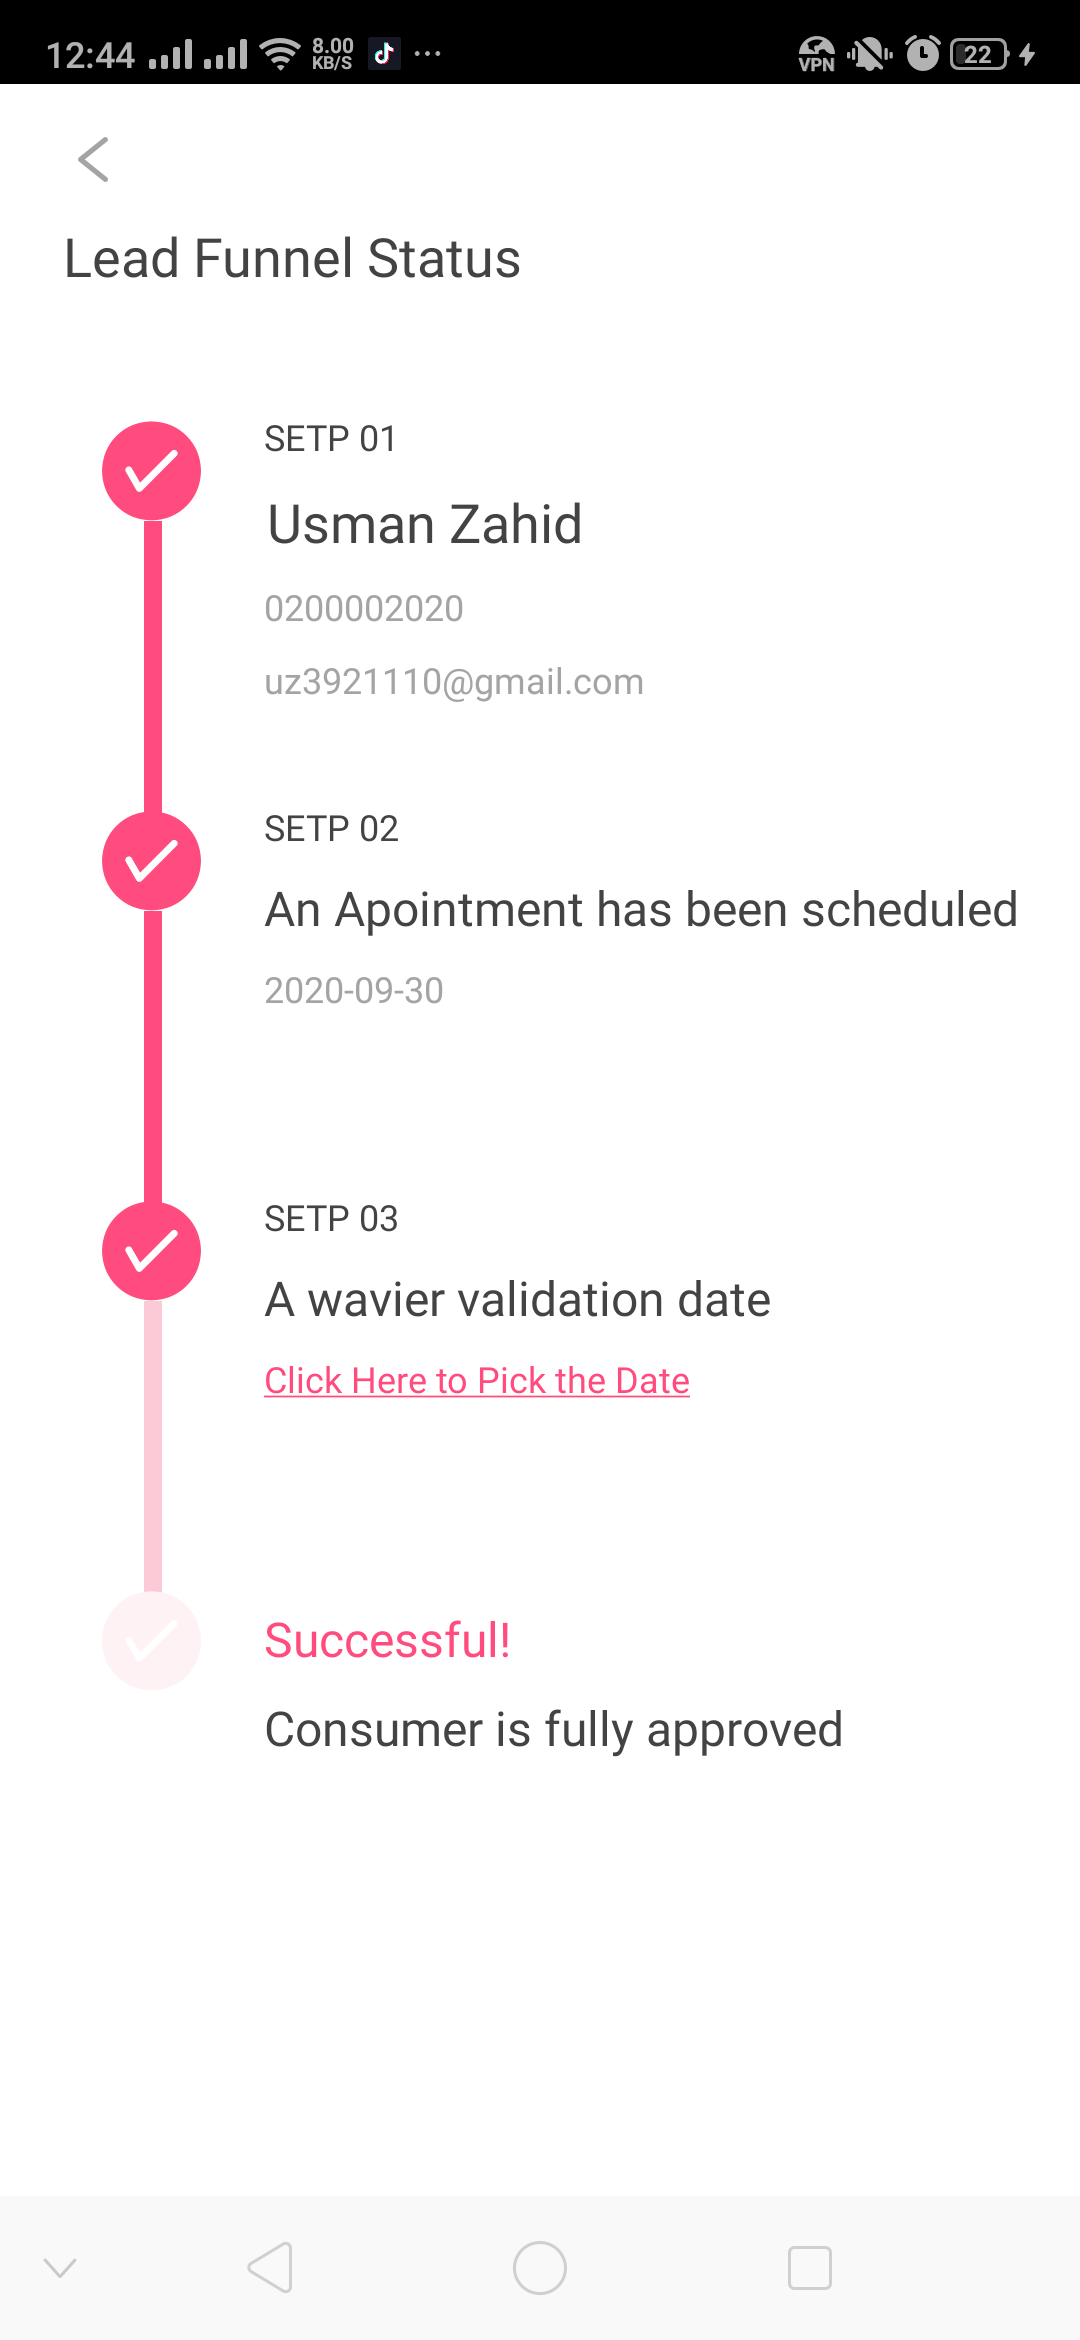 12:44 8.00 KB/S ... VPN 22
Lead Funnel Status
SETP 01
Usman Zahid
0200002020
uz3921110@gmail.com
SETP 02
An Apointment has been scheduled
2020-09-30
SETP 03
A wavier validation date
Click Here to Pick the Date
Successful!
Consumer is fully approved